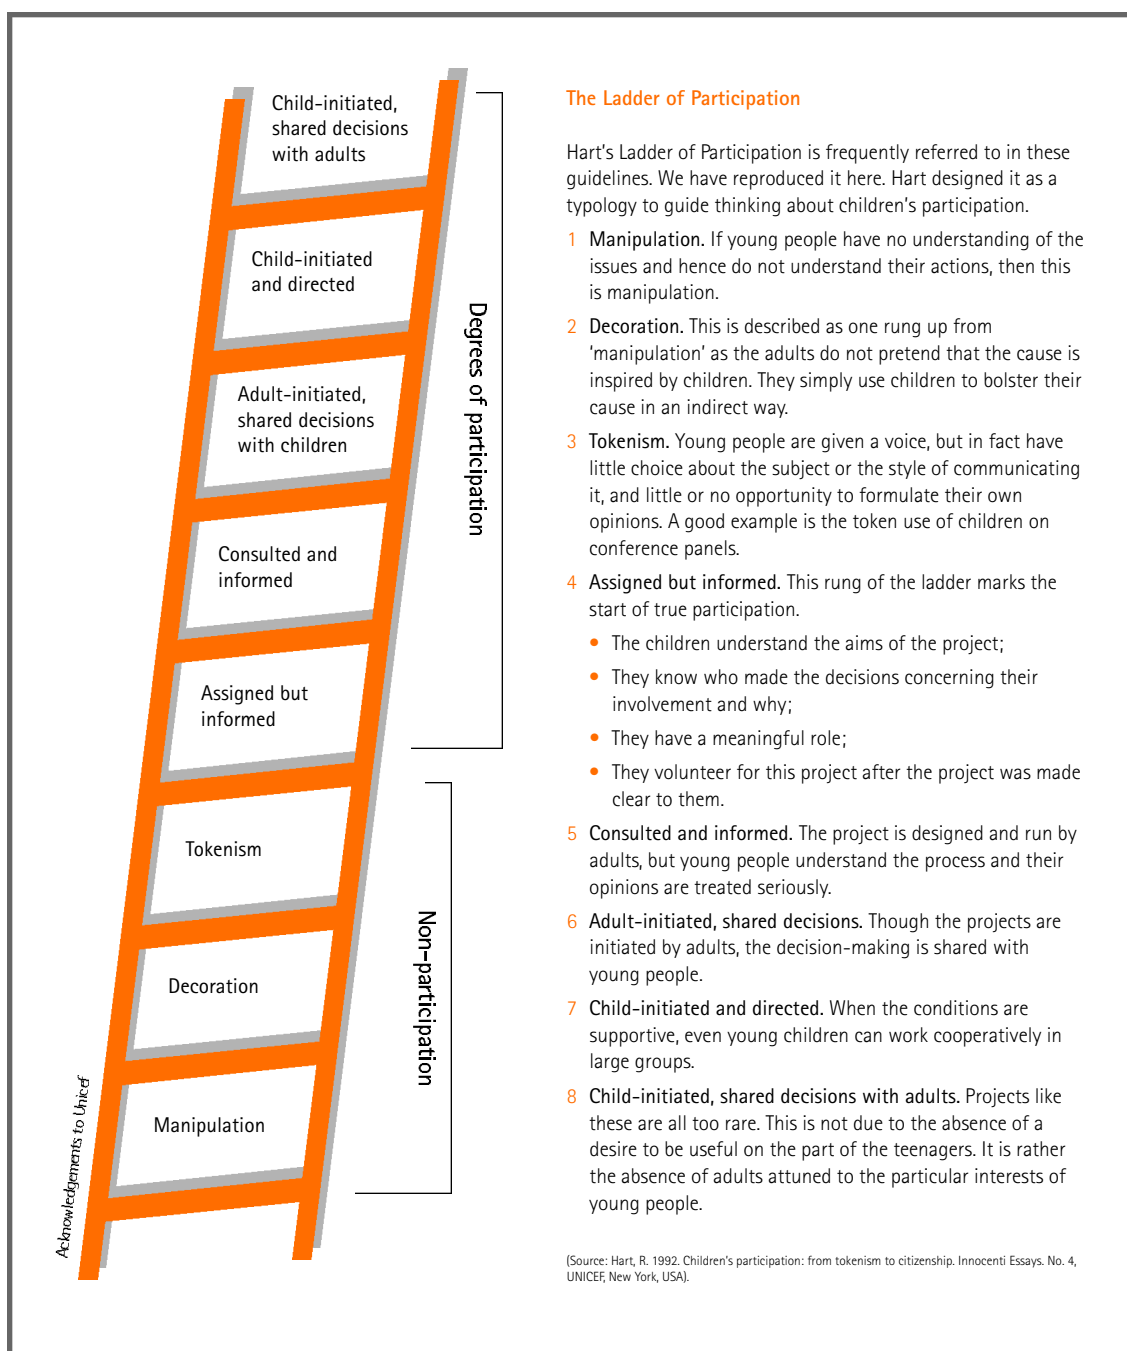 Child-initiated,
shared decisions
with adults
Child-initiated
and directed
Adult-initiated,
shared decisions
with children
Consulted and
informed
Assigned but
informed
Tokenism
Decoration
Manipulation
Degrees of participation
Non-participation
Acknowledgements to Unicef
The Ladder of Participation
Hart's Ladder of Participation is frequently referred to in these
guidelines. We have reproduced it here. Hart designed it as a
typology to guide thinking about children's participation.
1 Manipulation. If young people have no understanding of the
issues and hence do not understand their actions, then this
is manipulation.
2 Decoration. This is described as one rung up from
'manipulation' as the adults do not pretend that the cause is
inspired by children. They simply use children to bolster their
cause in an indirect way.
3 Tokenism. Young people are given a voice, but in fact have
little choice about the subject or the style of communicating
it, and little or no opportunity to formulate their own
opinions. A good example is the token use of children on
conference panels.
4 Assigned but informed. This rung of the ladder marks the
start of true participation.
• The children understand the aims of the project;
• They know who made the decisions concerning their
involvement and why;
• They have a meaningful role;
• They volunteer for this project after the project was made
clear to them.
5 Consulted and informed. The project is designed and run by
adults, but young people understand the process and their
opinions are treated seriously.
6 Adult-initiated, shared decisions. Though the projects are
initiated by adults, the decision-making is shared with
young people.
7 Child-initiated and directed. When the conditions are
supportive, even young children can work cooperatively in
large groups.
8 Child-initiated, shared decisions with adults. Projects like
these are all too rare. This is not due to the absence of a
desire to be useful on the part of the teenagers. It is rather
the absence of adults attuned to the particular interests of
young people.
(Source: Hart, R. 1992. Children's participation: from tokenism to citizenship. Innocenti Essays. No. 4,
UNICEF, New York, USA).